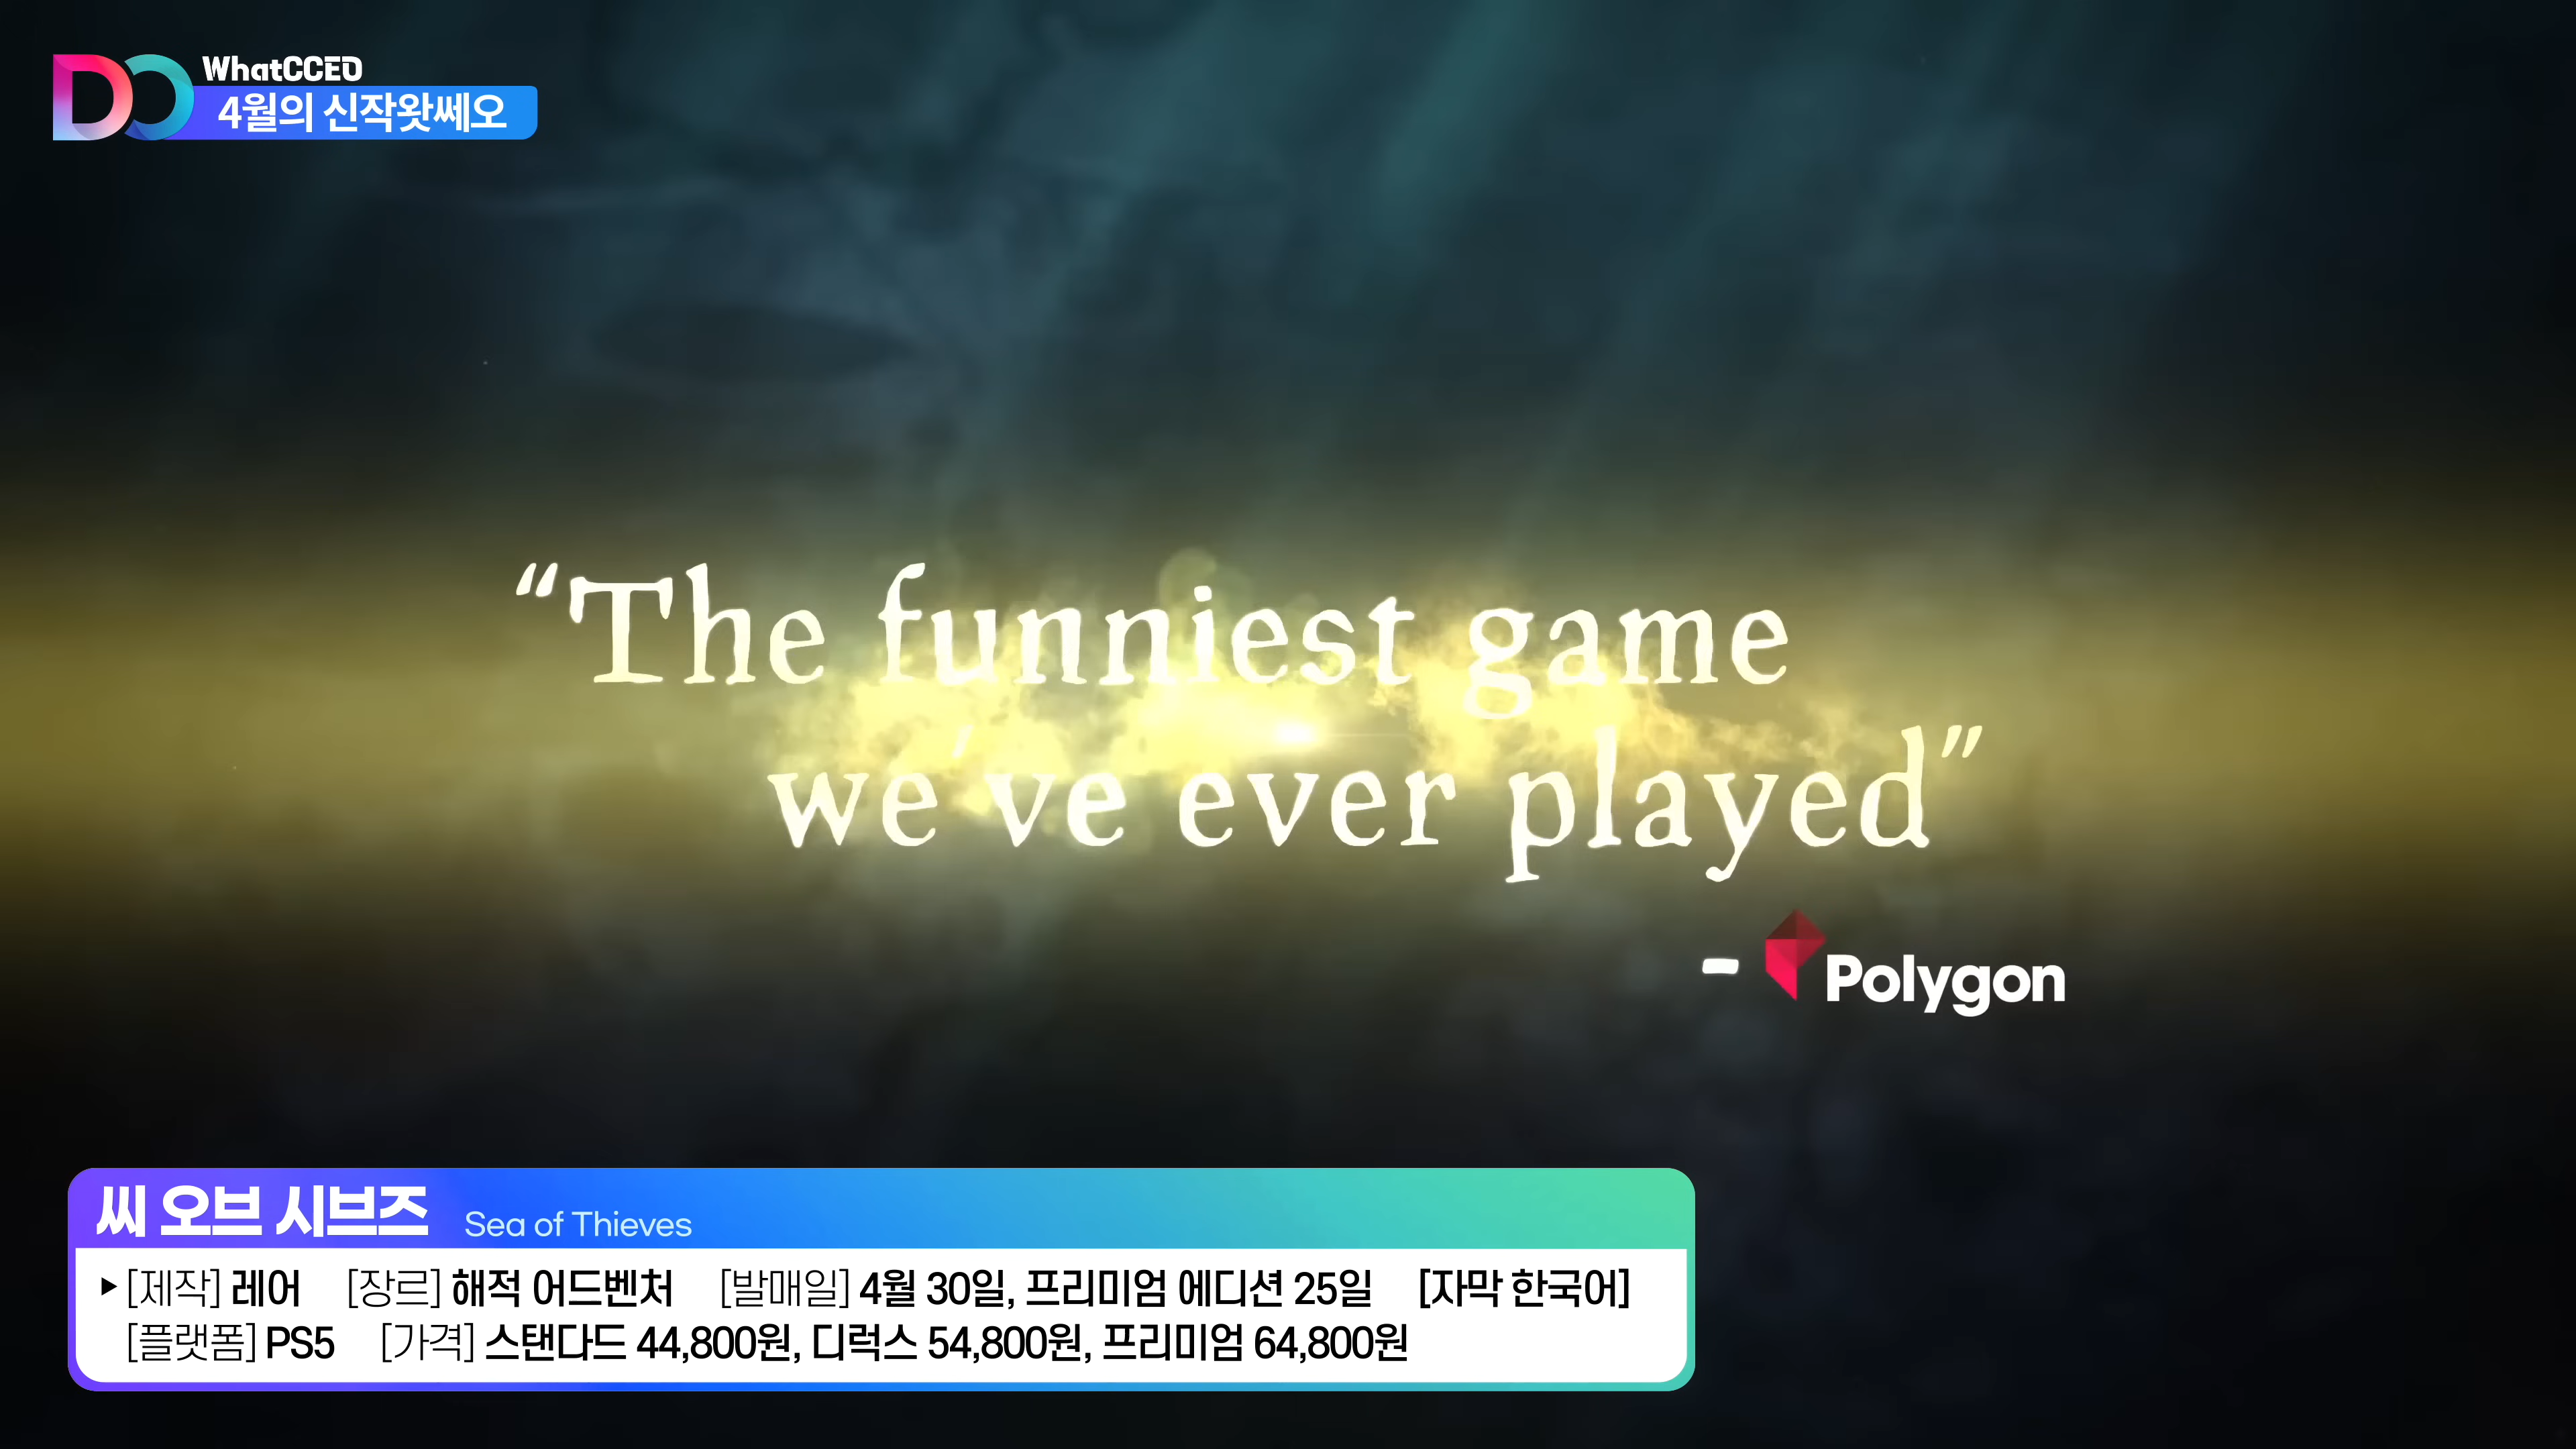 DO
WhatCCEO
4월의 신작왓쎄오
“The funniest game
we've ever played”
- Polygon
씨 오브 시브즈 Sea of Thieves
▶ [제작] 레어 [장르] 해적 어드벤처 [발매일] 4월 30일, 프리미엄 에디션 25일 [자막 한국어]
[플랫폼] PS5 [가격] 스탠다드 44,800원, 디럭스 54,800원, 프리미엄 64,800원